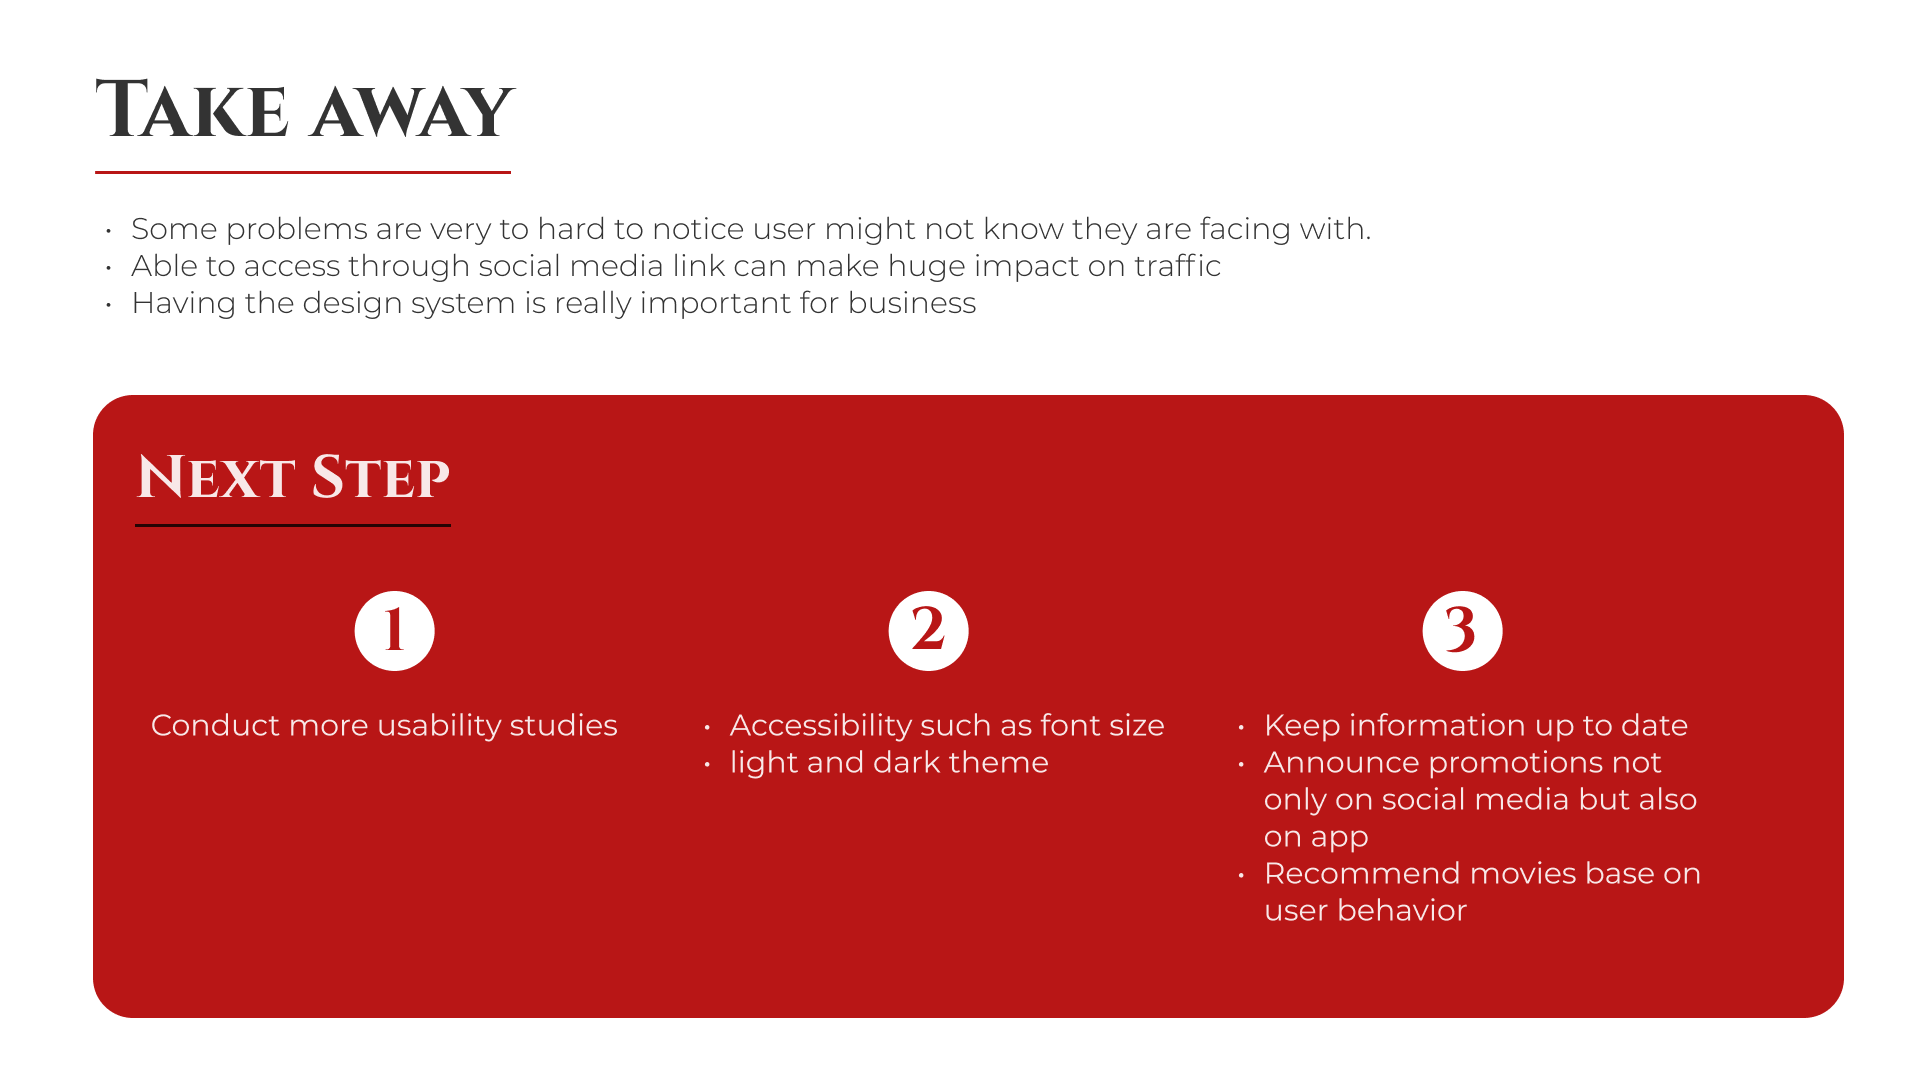 Take away
• Some problems are very to hard to notice user might not know they are facing with.
• Able to access through social media link can make huge impact on traffic
• Having the design system is really important for business
Next Step
1
Conduct more usability studies
2
• Accessibility such as font size
• light and dark theme
3
• Keep information up to date
• Announce promotions not
only on social media but also
on app
• Recommend movies base on
user behavior